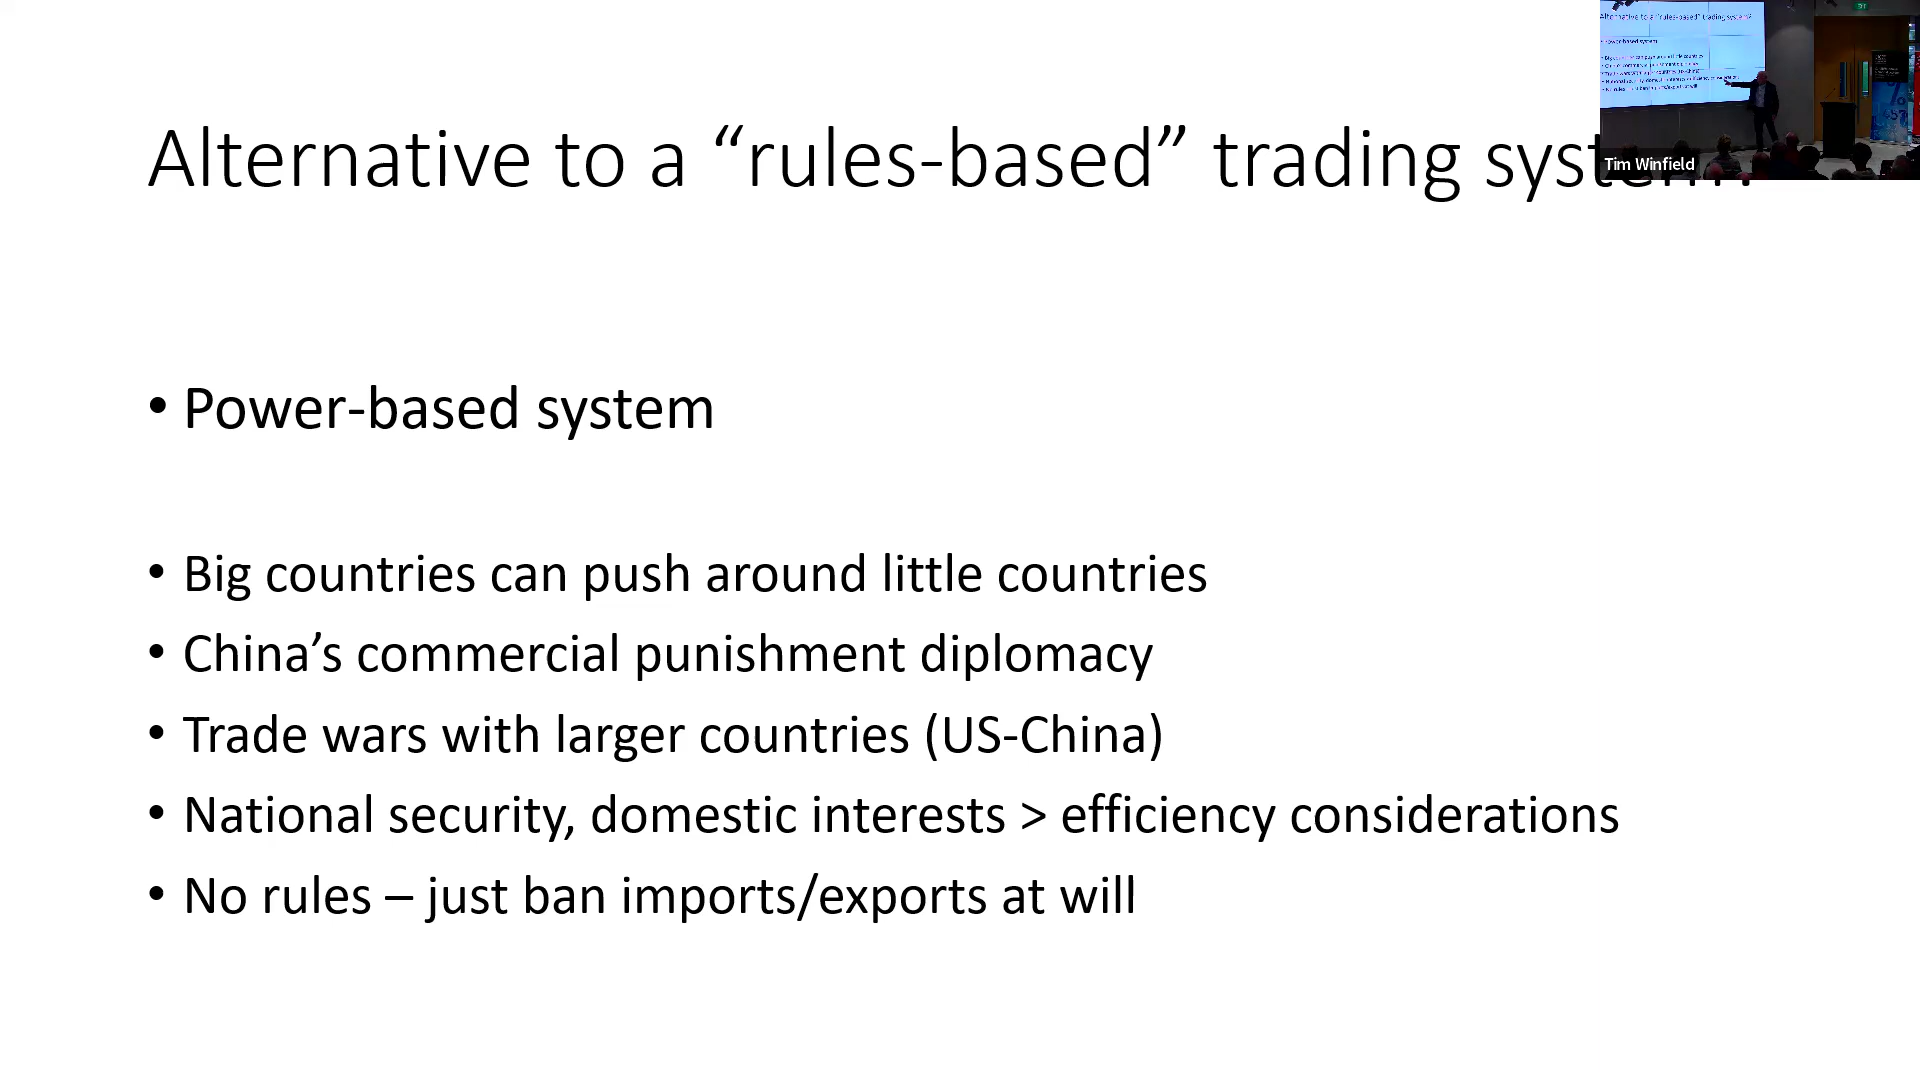 Alternative to a “rules-based” trading system?
Tim Winfield
• Power-based system
• Big countries can push around little countries
• China’s commercial punishment diplomacy
• Trade wars with larger countries (US-China)
• National security, domestic interests > efficiency considerations
• No rules – just ban imports/exports at will